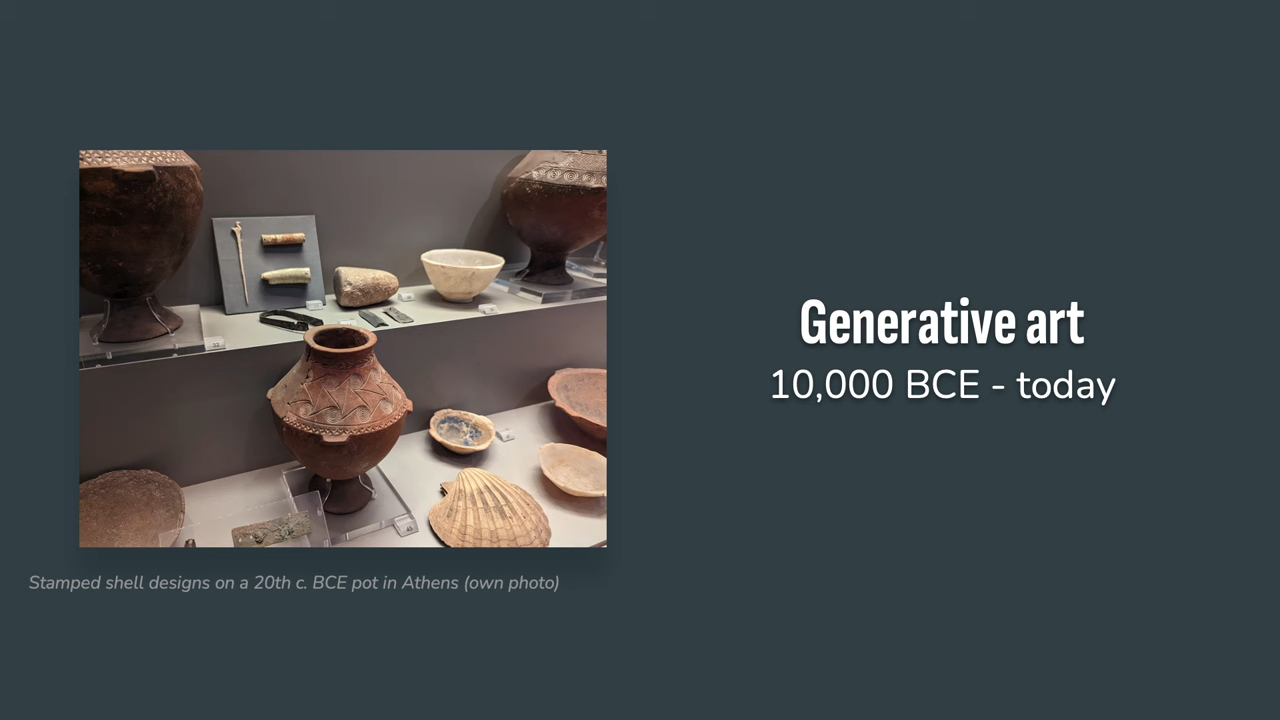 Generative art
10,000 BCE - today
Stamped shell designs on a 20th c. BCE pot in Athens (own photo)